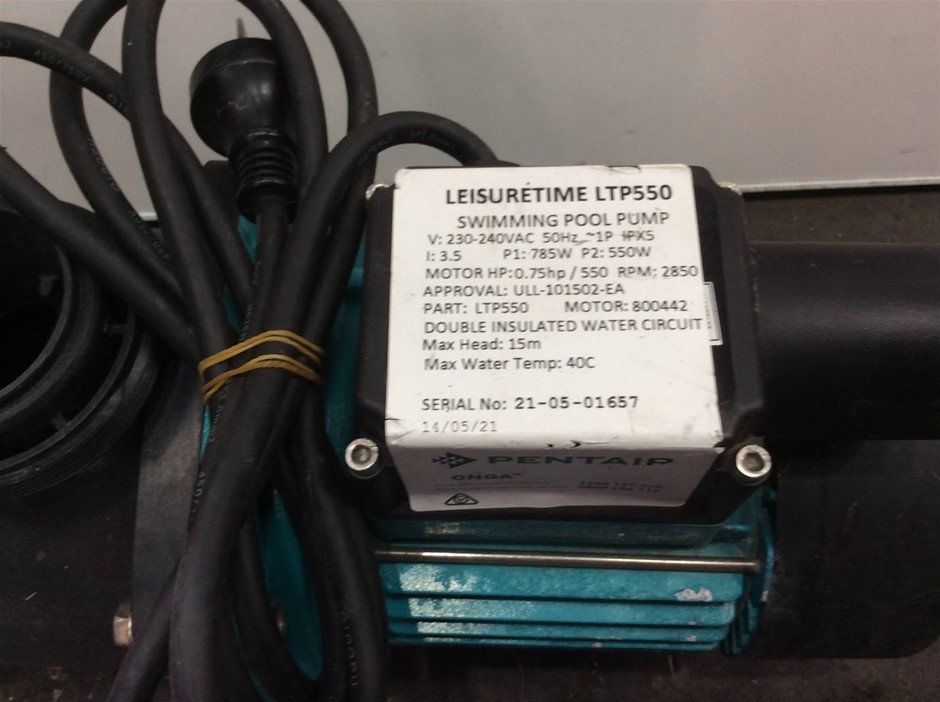 LEISURETIME LTP550
SWIMMING POOL PUMP
V: 230-240VAC 50Hz ~1P IPX5
I: 3.5 P1: 785W P2: 550W
MOTOR HP: 0.75hp / 550 RPM: 2850
APPROVAL: ULL-101502-EA
PART: LTP550 MOTOR: 800442
DOUBLE INSULATED WATER CIRCUIT
Max Head: 15m
Max Water Temp: 40C
SERIAL No: 21-05-01657
14/05/21
PENTAIR
ONGA
450/750V